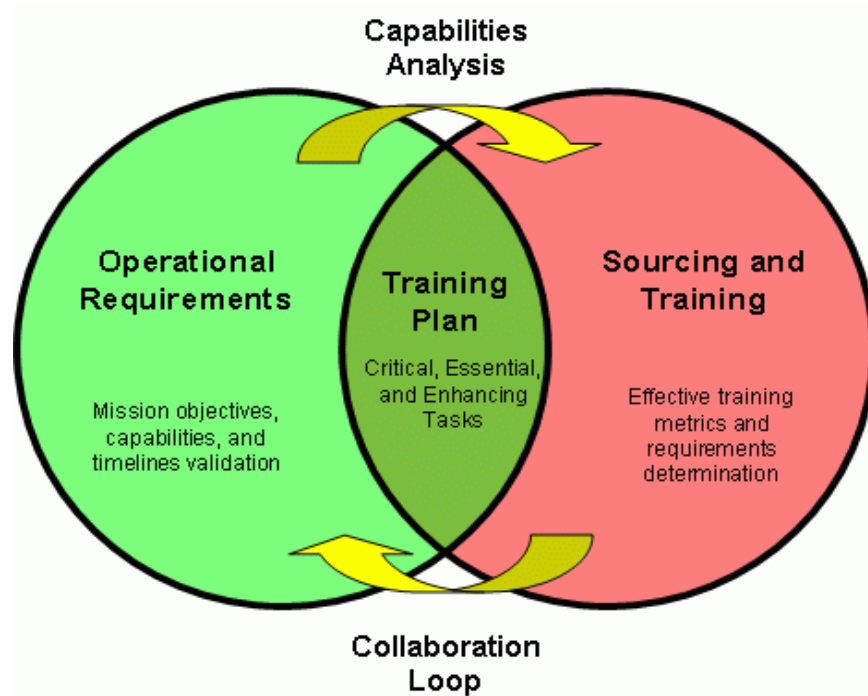 Capabilities
Analysis
Operational
Requirements
Mission objectives,
capabilities, and
timelines validation
Training
Plan
Critical, Essential,
and Enhancing
Tasks
Sourcing and
Training
Effective training
metrics and
requirements
determination
Collaboration
Loop